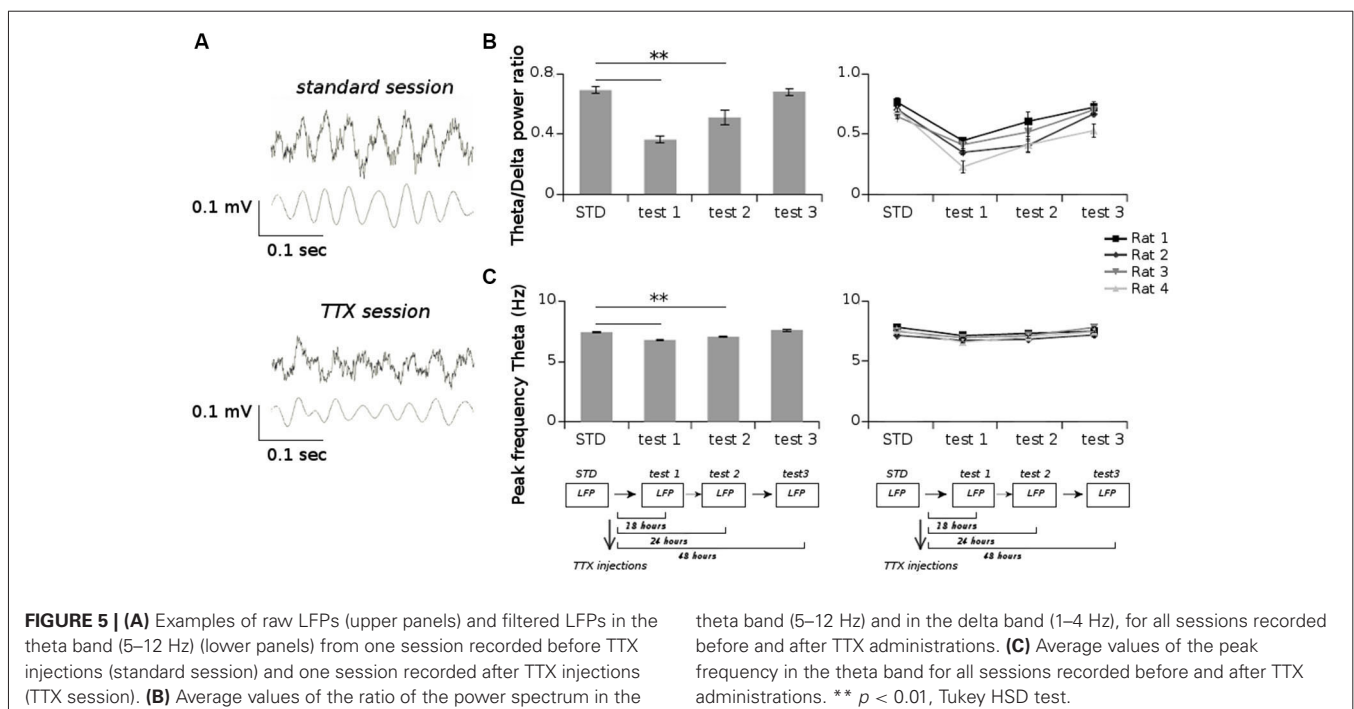 A
standard session
0.1 mV
0.1 sec
TTX session
0.1 mV
0.1 sec
B
Theta/Delta power ratio
**
0.8
0.4
0
STD test 1 test 2 test 3
1.0
0.5
0
STD test 1 test 2 test 3
Rat 1
Rat 2
Rat 3
Rat 4
C
Peak frequency Theta (Hz)
**
10
5
0
STD test 1 test 2 test 3
10
5
0
STD test 1 test 2 test 3
STD test 1 test 2 test3
LFP LFP LFP LFP
18 hours
24 hours
48 hours
TTX injections
STD test 1 test 2 test3
LFP LFP LFP LFP
18 hours
24 hours
48 hours
TTX injections
FIGURE 5 | (A) Examples of raw LFPs (upper panels) and filtered LFPs in the
theta band (5–12 Hz) (lower panels) from one session recorded before TTX
injections (standard session) and one session recorded after TTX injections
(TTX session). (B) Average values of the ratio of the power spectrum in the
theta band (5–12 Hz) and in the delta band (1–4 Hz), for all sessions recorded
before and after TTX administrations. (C) Average values of the peak
frequency in the theta band for all sessions recorded before and after TTX
administrations. ** p < 0.01, Tukey HSD test.